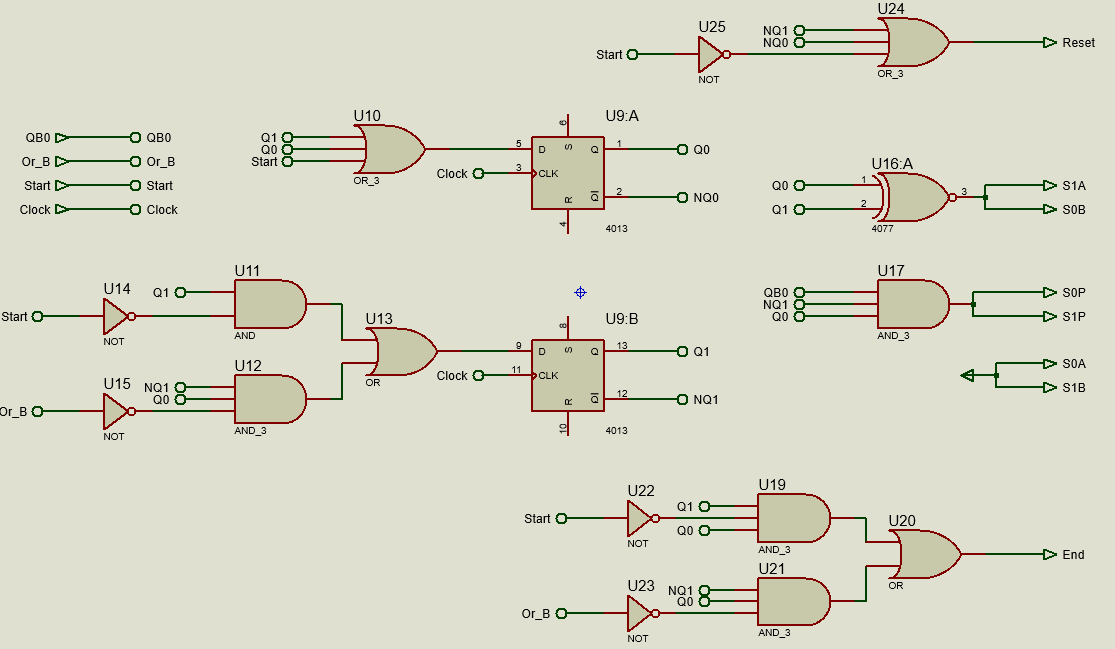 U24
U25
NQ1
NQ0
Start
Reset
NOT
OR_3
U10
U9:A
QB0 QB0
Or_B Or_B
Start Start
Clock Clock
Q1
Q0
Start
OR_3
6
5 D S Q 1 Q0
Clock 3 CLK
R QI 2 NQ0
4
4013
U16:A
Q0 1
Q1 2
3
S1A
S0B
4077
U11
U14
Q1
Start
NOT
AND
U13
U12
U15
NQ1
Q0
Or_B
NOT
AND_3
OR
U9:B
8
9 D S Q 13 Q1
Clock 11 CLK
R QI 12 NQ1
10
4013
U17
QB0
NQ1
Q0
S0P
S1P
AND_3
S0A
S1B
U19
U22
Q1
Start
Q0
NOT
AND_3
U20
U21
U23
NQ1
Q0
Or_B
NOT
AND_3
OR
End